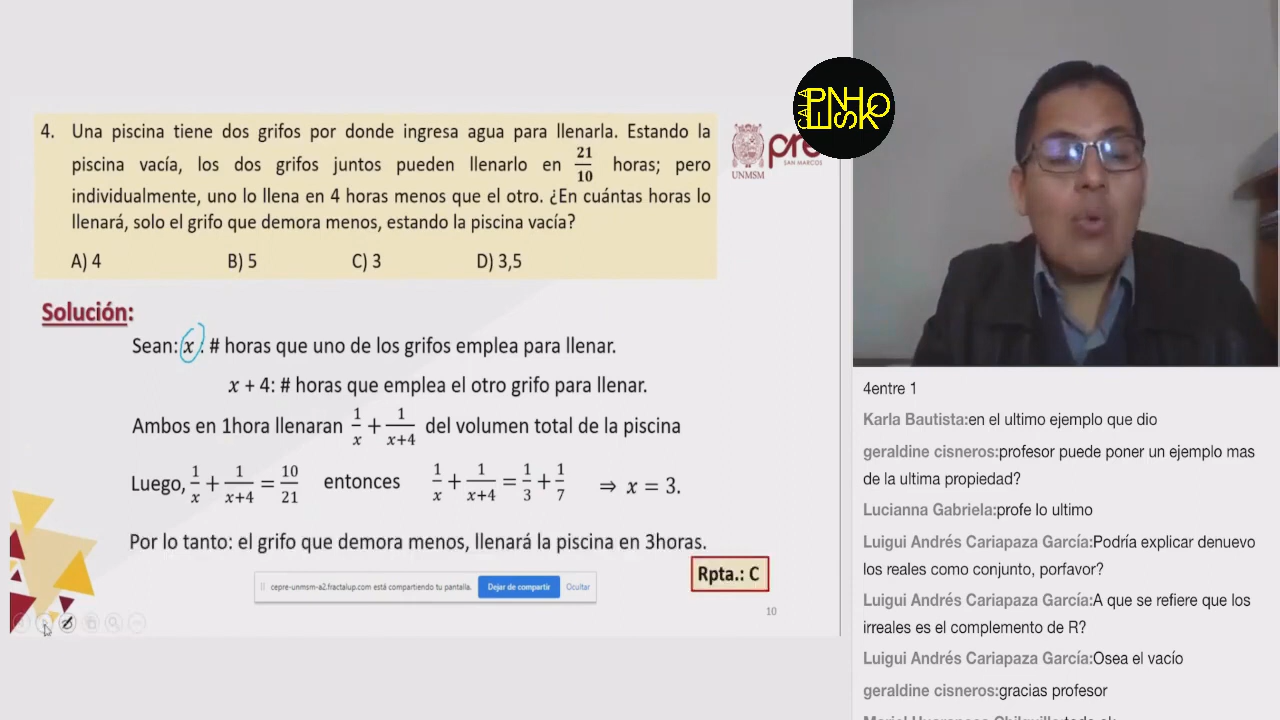 4. Una piscina tiene dos grifos por donde ingresa agua para llenarla. Estando la
piscina vacía, los dos grifos juntos pueden llenarlo en 21/10 horas; pero
individualmente, uno lo llena en 4 horas menos que el otro. ¿En cuántas horas lo
llenará, solo el grifo que demora menos, estando la piscina vacía?
A) 4 B) 5 C) 3 D) 3,5
UNMSM
pre
SAN MARCOS
Solución:
Sean: x : # horas que uno de los grifos emplea para llenar.
x + 4: # horas que emplea el otro grifo para llenar.
Ambos en 1hora llenaran 1/x + 1/(x+4) del volumen total de la piscina
Luego, 1/x + 1/(x+4) = 10/21 entonces 1/x + 1/(x+4) = 1/3 + 1/7 ⇒ x = 3.
Por lo tanto: el grifo que demora menos, llenará la piscina en 3horas.
Rpta.: C
cepre-unmsm-a2.fractalup.com está compartiendo tu pantalla. Dejar de compartir Ocultar
10
4entre 1
Karla Bautista:en el ultimo ejemplo que dio
geraldine cisneros:profesor puede poner un ejemplo mas
de la ultima propiedad?
Lucianna Gabriela:profe lo ultimo
Luigui Andrés Cariapaza García:Podría explicar denuevo
los reales como conjunto, porfavor?
Luigui Andrés Cariapaza García:A que se refiere que los
irreales es el complemento de R?
Luigui Andrés Cariapaza García:Osea el vacío
geraldine cisneros:gracias profesor